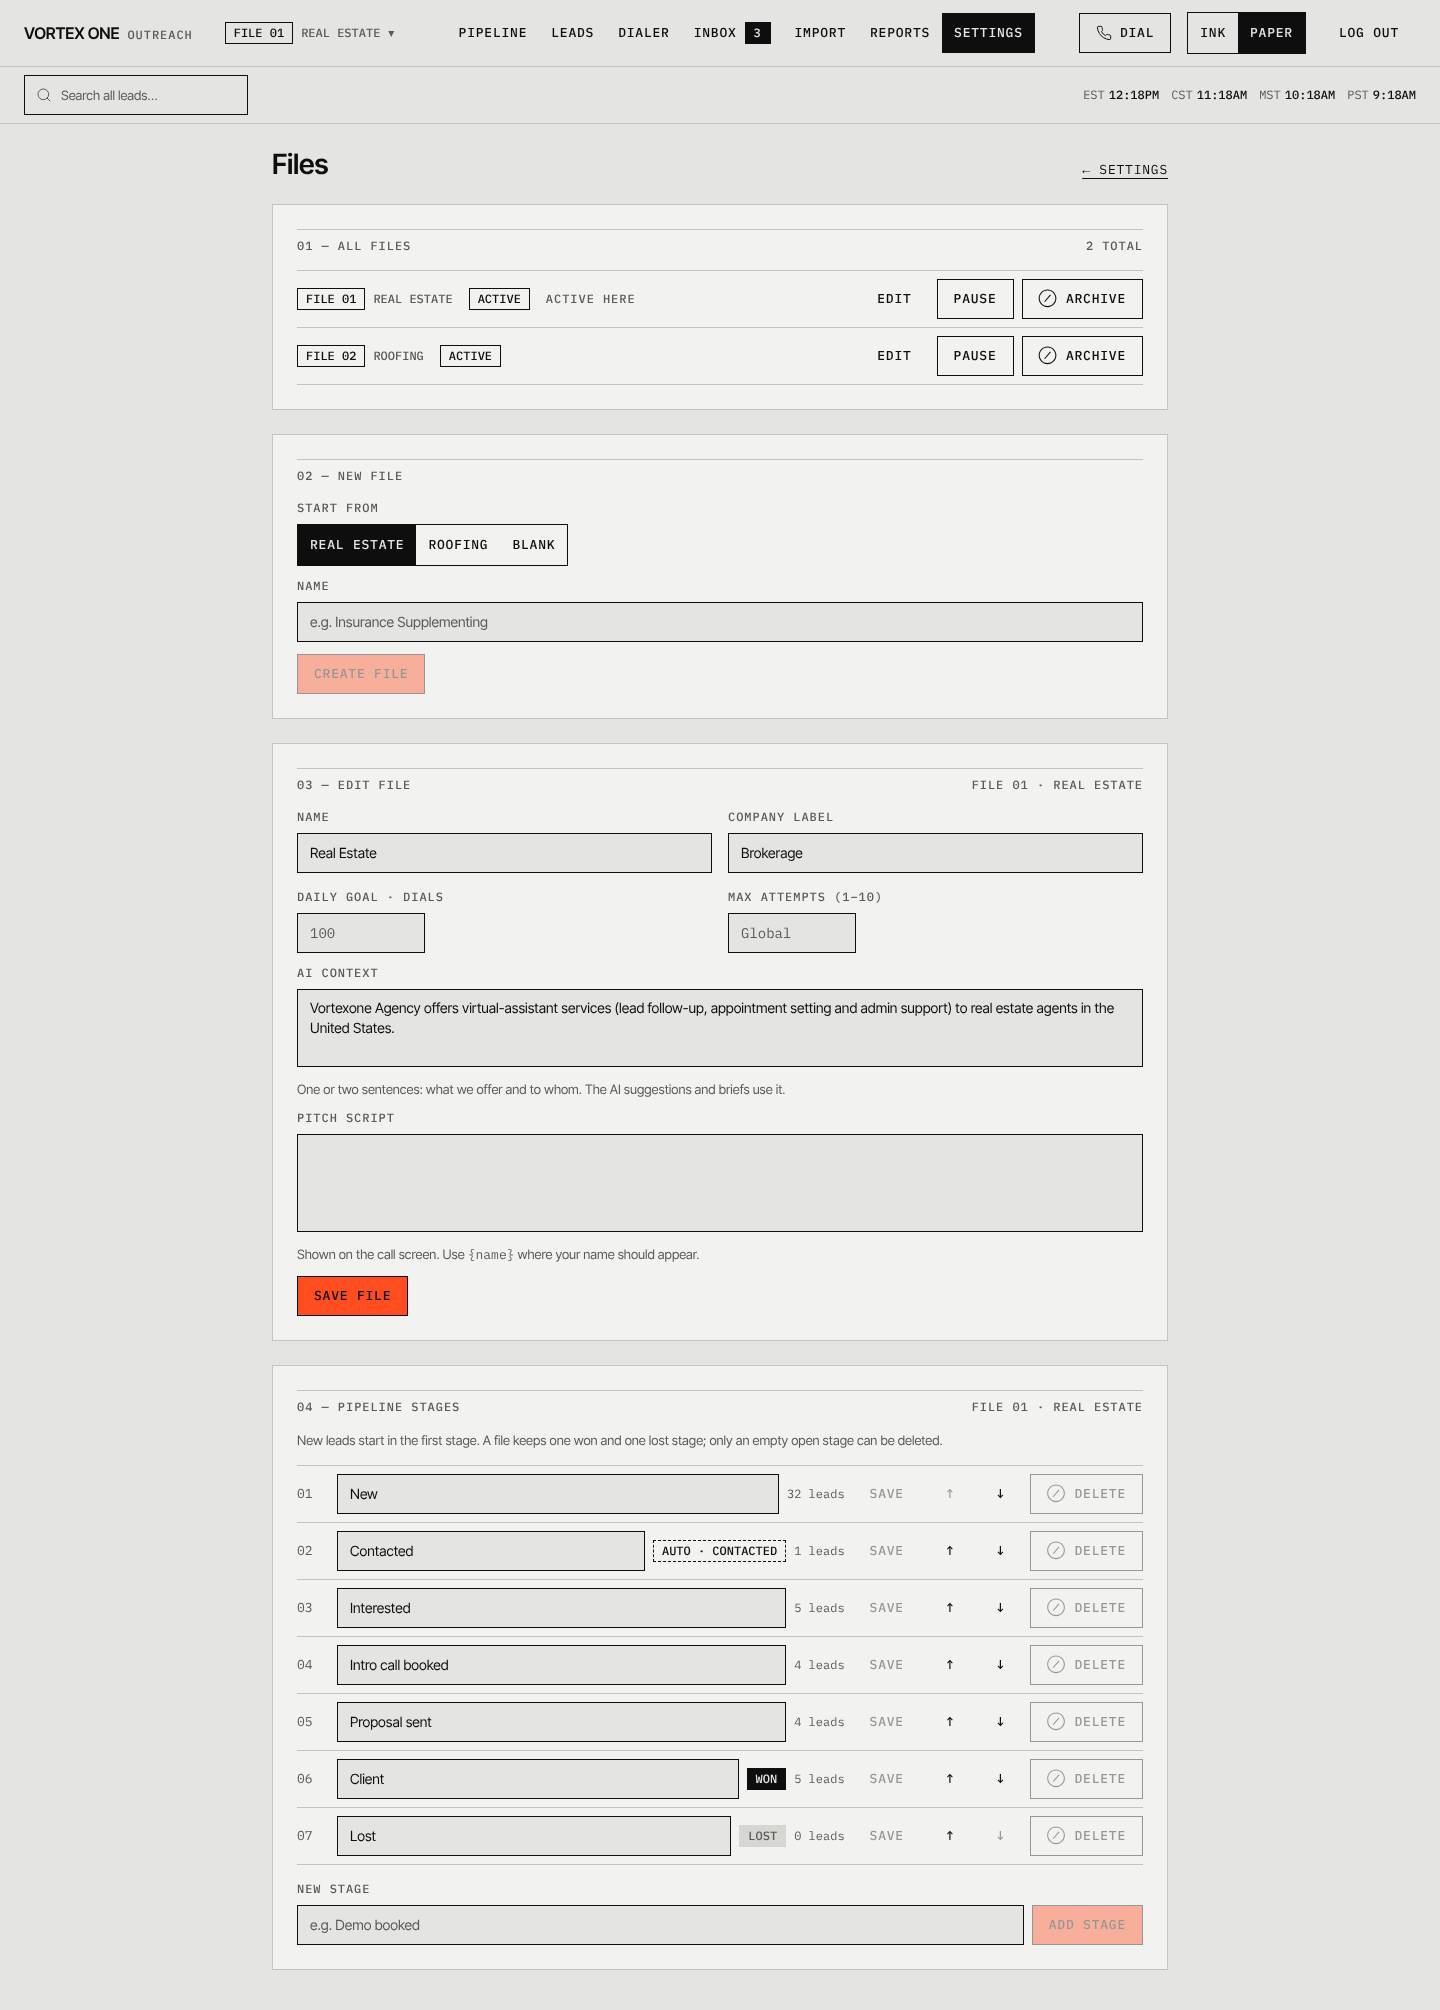 VORTEX ONE OUTREACH FILE 01 REAL ESTATE ▾ PIPELINE LEADS DIALER INBOX 3 IMPORT REPORTS SETTINGS DIAL INK PAPER LOG OUT
Search all leads… EST 12:18PM CST 11:18AM MST 10:18AM PST 9:18AM
Files ← SETTINGS
01 — ALL FILES 2 TOTAL
FILE 01 REAL ESTATE ACTIVE ACTIVE HERE EDIT PAUSE ARCHIVE
FILE 02 ROOFING ACTIVE EDIT PAUSE ARCHIVE
02 — NEW FILE
START FROM
REAL ESTATE ROOFING BLANK
NAME
e.g. Insurance Supplementing
CREATE FILE
03 — EDIT FILE FILE 01 · REAL ESTATE
NAME COMPANY LABEL
Real Estate Brokerage
DAILY GOAL · DIALS MAX ATTEMPTS (1–10)
100 Global
AI CONTEXT
Vortexone Agency offers virtual-assistant services (lead follow-up, appointment setting and admin support) to real estate agents in the
United States.
One or two sentences: what we offer and to whom. The AI suggestions and briefs use it.
PITCH SCRIPT
Shown on the call screen. Use {name} where your name should appear.
SAVE FILE
04 — PIPELINE STAGES FILE 01 · REAL ESTATE
New leads start in the first stage. A file keeps one won and one lost stage; only an empty open stage can be deleted.
01 New 32 leads SAVE ↑ ↓ DELETE
02 Contacted AUTO · CONTACTED 1 leads SAVE ↑ ↓ DELETE
03 Interested 5 leads SAVE ↑ ↓ DELETE
04 Intro call booked 4 leads SAVE ↑ ↓ DELETE
05 Proposal sent 4 leads SAVE ↑ ↓ DELETE
06 Client WON 5 leads SAVE ↑ ↓ DELETE
07 Lost LOST 0 leads SAVE ↑ ↓ DELETE
NEW STAGE
e.g. Demo booked ADD STAGE